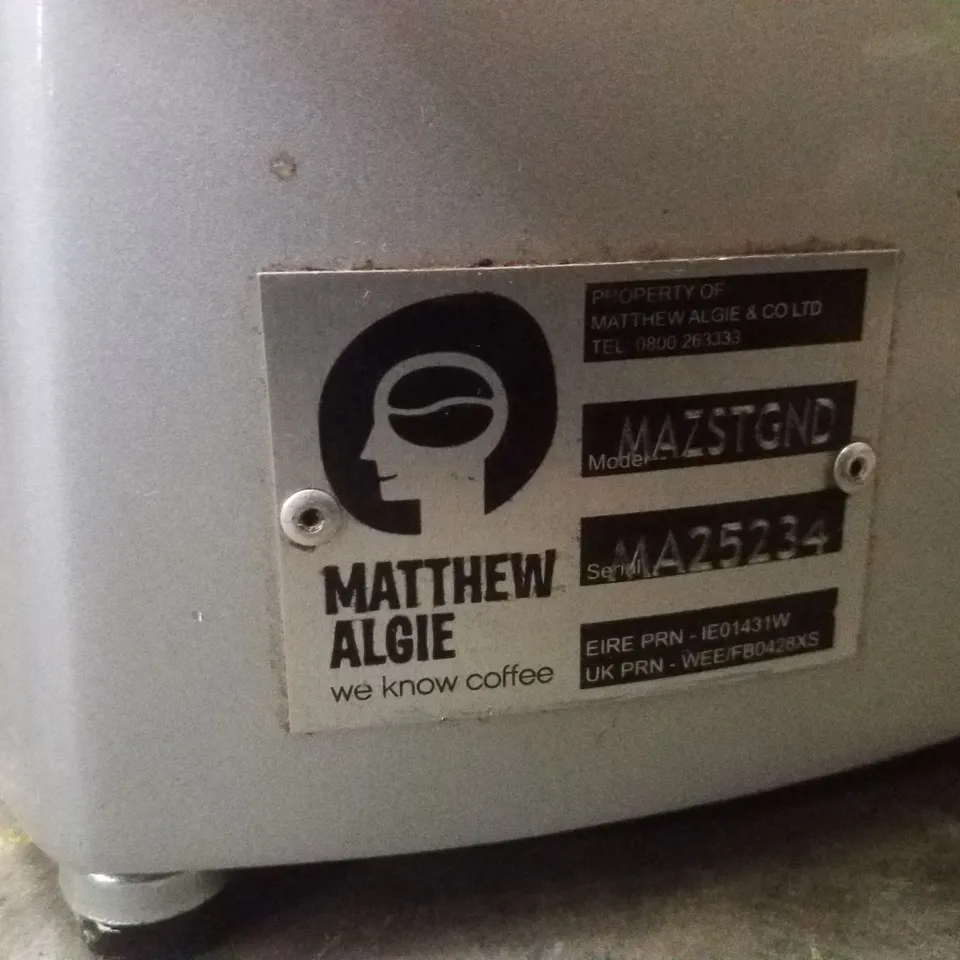 MATTHEW
ALGIE
we know coffee
PROPERTY OF
MATTHEW ALGIE & CO LTD
TEL 0800 263333
Model MAZSTGND
Serial MA25234
EIRE PRN - IE01431W
UK PRN - WEE/FB0428XS